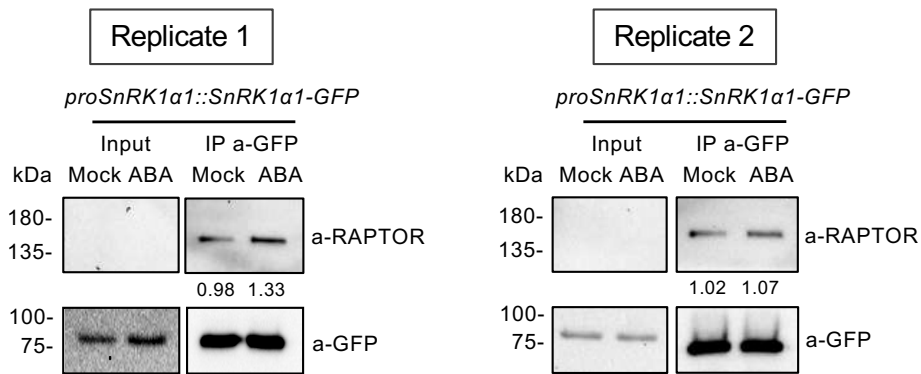 Replicate 1
proSnRK1α1::SnRK1α1-GFP
Input IP a-GFP
kDa Mock ABA Mock ABA
180-
135-
a-RAPTOR
0.98 1.33
100-
75-
a-GFP
Replicate 2
proSnRK1α1::SnRK1α1-GFP
Input IP a-GFP
kDa Mock ABA Mock ABA
180-
135-
a-RAPTOR
1.02 1.07
100-
75-
a-GFP